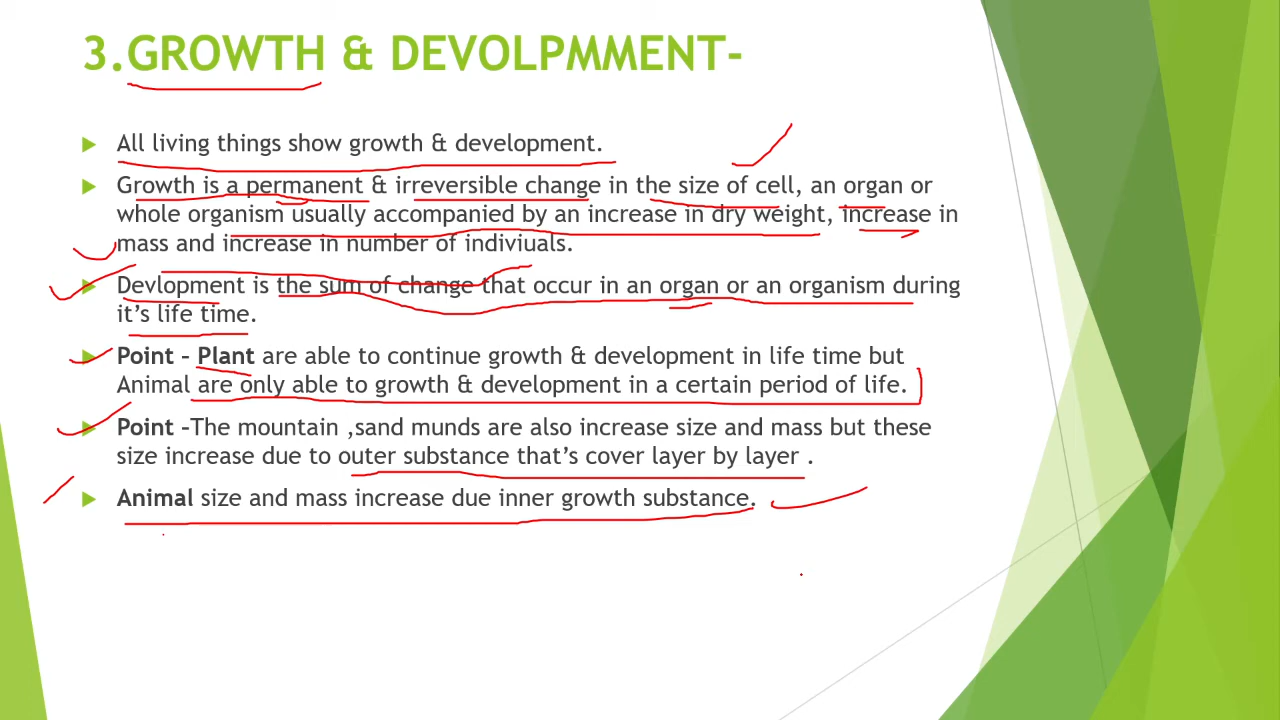 3.GROWTH & DEVOLPMMENT-
All living things show growth & development.
Growth is a permanent & irreversible change in the size of cell, an organ or
whole organism usually accompanied by an increase in dry weight, increase in
mass and increase in number of indiviuals.
Devlopment is the sum of change that occur in an organ or an organism during
it's life time.
Point - Plant are able to continue growth & development in life time but
Animal are only able to growth & development in a certain period of life.
Point -The mountain ,sand munds are also increase size and mass but these
size increase due to outer substance that's cover layer by layer .
Animal size and mass increase due inner growth substance.